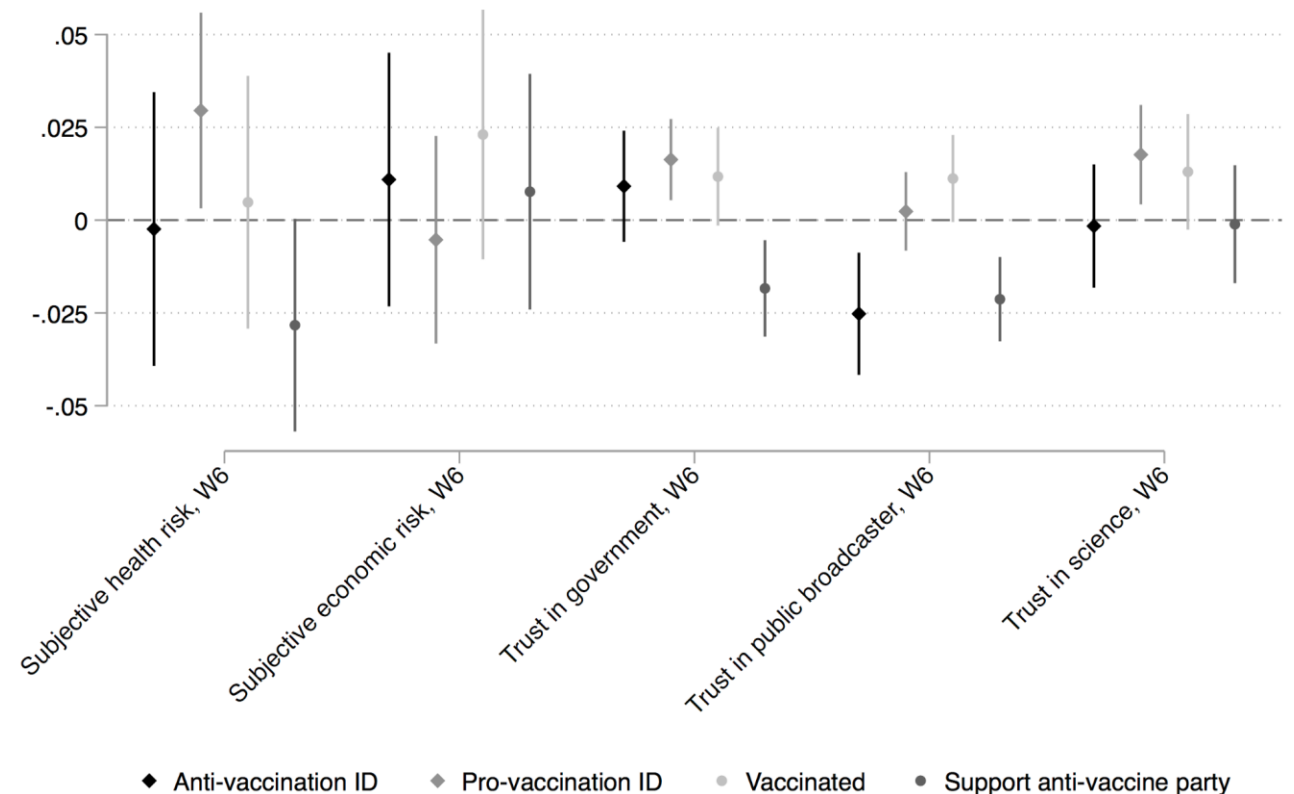 .05
.025
0
-.025
-.05
Subjective health risk, W6
Subjective economic risk, W6
Trust in government, W6
Trust in public broadcaster, W6
Trust in science, W6
Anti-vaccination ID Pro-vaccination ID Vaccinated Support anti-vaccine party